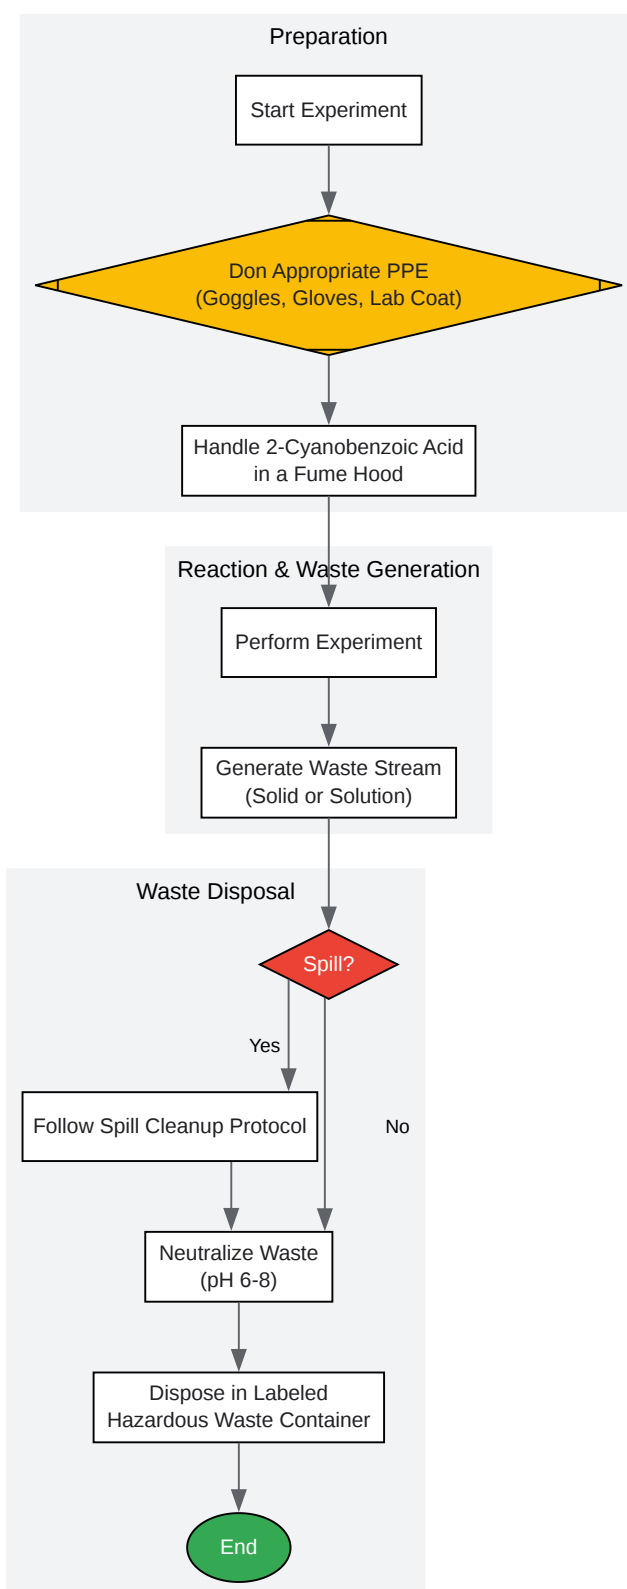 Preparation
Start Experiment
Don Appropriate PPE
(Goggles, Gloves, Lab Coat)
Handle 2-Cyanobenzoic Acid
in a Fume Hood
Reaction & Waste Generation
Perform Experiment
Generate Waste Stream
(Solid or Solution)
Waste Disposal
Spill?
Yes
Follow Spill Cleanup Protocol
No
Neutralize Waste
(pH 6-8)
Dispose in Labeled
Hazardous Waste Container
End